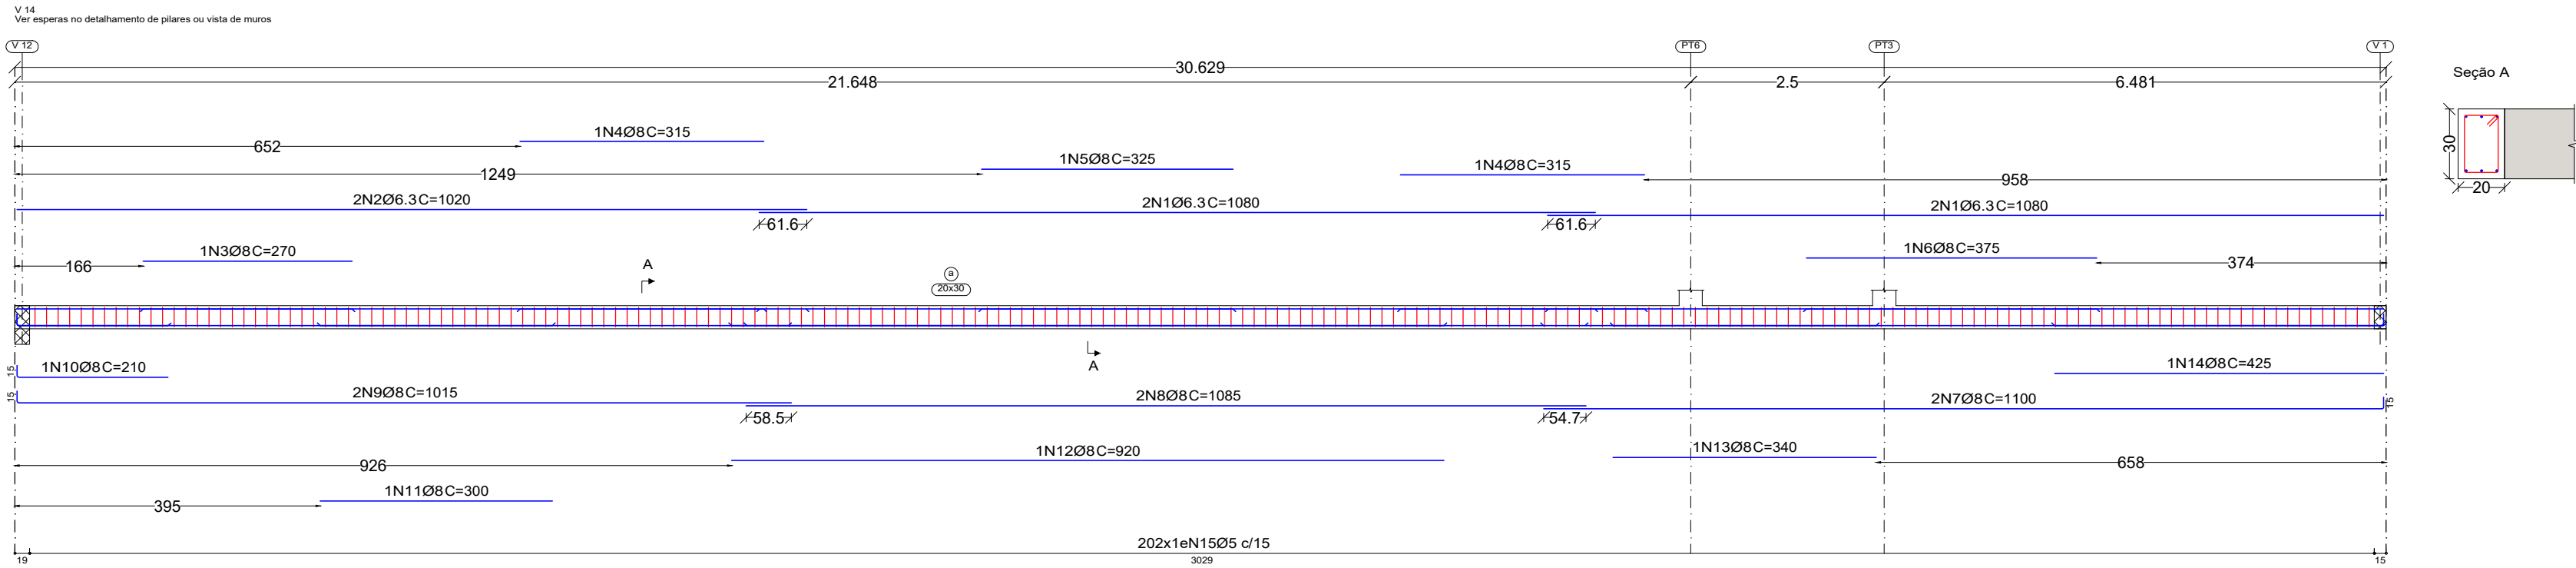 V 14
Ver esperas no detalhamento de pilares ou vista de muros
V 12
PT6
PT3
V 1
30.629
21.648
2.5
6.481
Seção A
1N4Ø8C=315
652
1N5Ø8C=325
1N4Ø8C=315
1249
958
30
20
2N2Ø6.3C=1020
2N1Ø6.3C=1080
2N1Ø6.3C=1080
61.6
61.6
1N3Ø8C=270
1N6Ø8C=375
166
374
A
a
20x30
A
1N10Ø8C=210
15
1N14Ø8C=425
2N9Ø8C=1015
15
2N8Ø8C=1085
2N7Ø8C=1100
15
58.5
54.7
1N12Ø8C=920
1N13Ø8C=340
926
658
1N11Ø8C=300
395
202x1eN15Ø5 c/15
19
3029
15